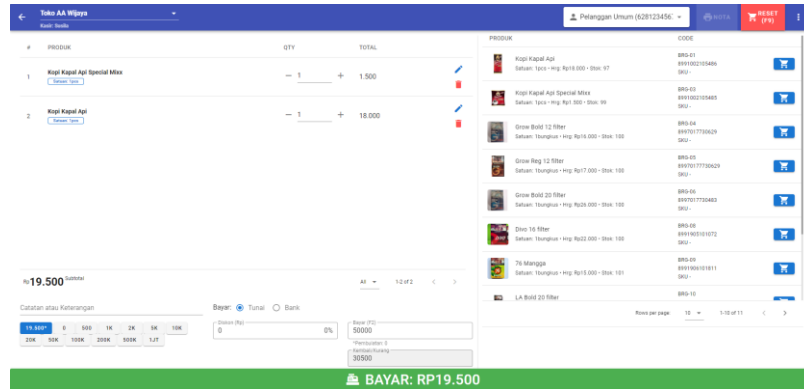 Toko AA Wijaya
Kasir: Susilo
Pelanggan Umum (628123456
NOTA
RESET (F9)
# PRODUK QTY TOTAL
1 Kopi Kapal Api Special Mixx 1 1.500
Satuan: 1pcs
2 Kopi Kapal Api 1 18.000
Satuan: 1pcs
Rp19.500 Subtotal
All 1-2 of 2
Catatan atau Keterangan
Bayar: Tunai Bank
19.500* 0 500 1K 2K 5K 10K
20K 50K 100K 200K 500K 1JT
Diskon (Rp)
0 0%
Bayar (F2)
50000
*Pembulatan: 0
Kembali/Kurang
30500
PRODUK CODE
Kopi Kapal Api
Satuan: 1pcs • Hrg: Rp18.000 • Stok: 97
BRG-01
8991002105486
SKU -
Kopi Kapal Api Special Mixx
Satuan: 1pcs • Hrg: Rp1.500 • Stok: 99
BRG-03
8991002105485
SKU -
Grow Bold 12 filter
Satuan: 1bungkus • Hrg: Rp16.000 • Stok: 100
BRG-04
8997017730629
SKU -
Grow Reg 12 filter
Satuan: 1bungkus • Hrg: Rp17.000 • Stok: 100
BRG-05
89970177730629
SKU -
Grow Bold 20 filter
Satuan: 1bungkus • Hrg: Rp26.000 • Stok: 100
BRG-06
8997017730483
SKU -
Divo 16 filter
Satuan: 1bungkus • Hrg: Rp22.000 • Stok: 100
BRG-08
8991905101072
SKU -
76 Mangga
Satuan: 1bungkus • Hrg: Rp15.000 • Stok: 101
BRG-09
8991906101811
SKU -
LA Bold 20 filter
BRG-10
Rows per page: 10 1-10 of 11
BAYAR: RP19.500